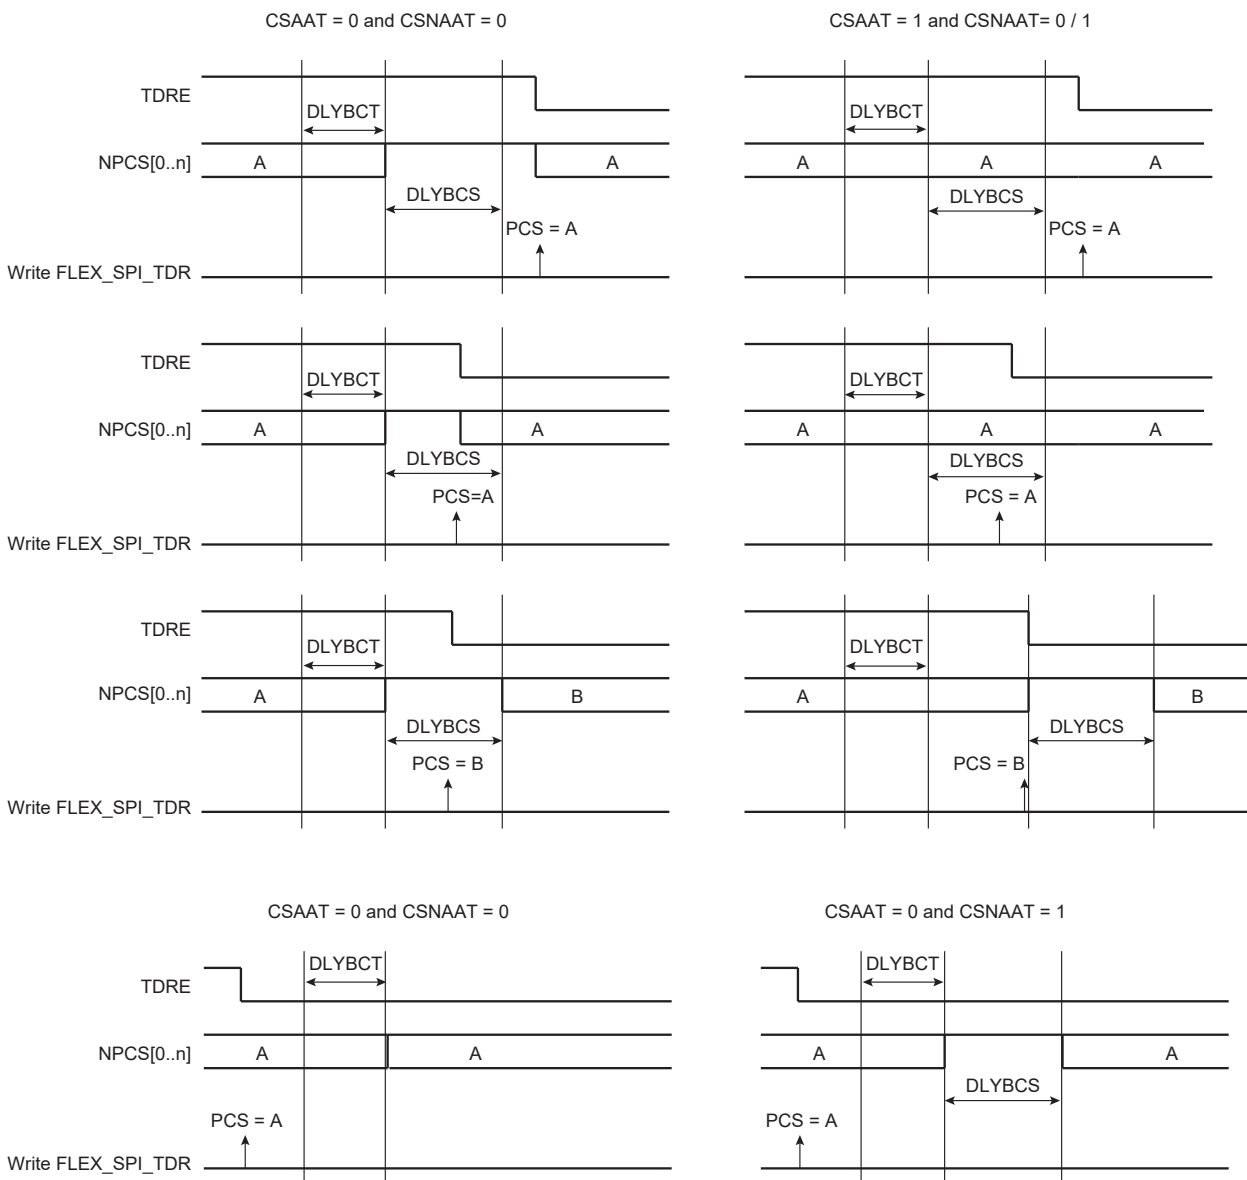 CSAAT = 0 and CSNAAT = 0
CSAAT = 1 and CSNAAT= 0 / 1
TDRE
DLYBCT
DLYBCT
NPCS[0..n]
A
A
A
A
A
DLYBCS
DLYBCS
PCS = A
PCS = A
Write FLEX_SPI_TDR
TDRE
DLYBCT
DLYBCT
NPCS[0..n]
A
A
A
A
A
DLYBCS
DLYBCS
PCS=A
PCS = A
Write FLEX_SPI_TDR
TDRE
DLYBCT
DLYBCT
NPCS[0..n]
A
B
A
B
DLYBCS
DLYBCS
PCS = B
PCS = B
Write FLEX_SPI_TDR
CSAAT = 0 and CSNAAT = 0
CSAAT = 0 and CSNAAT = 1
DLYBCT
DLYBCT
TDRE
NPCS[0..n]
A
A
A
A
DLYBCS
PCS = A
PCS = A
Write FLEX_SPI_TDR